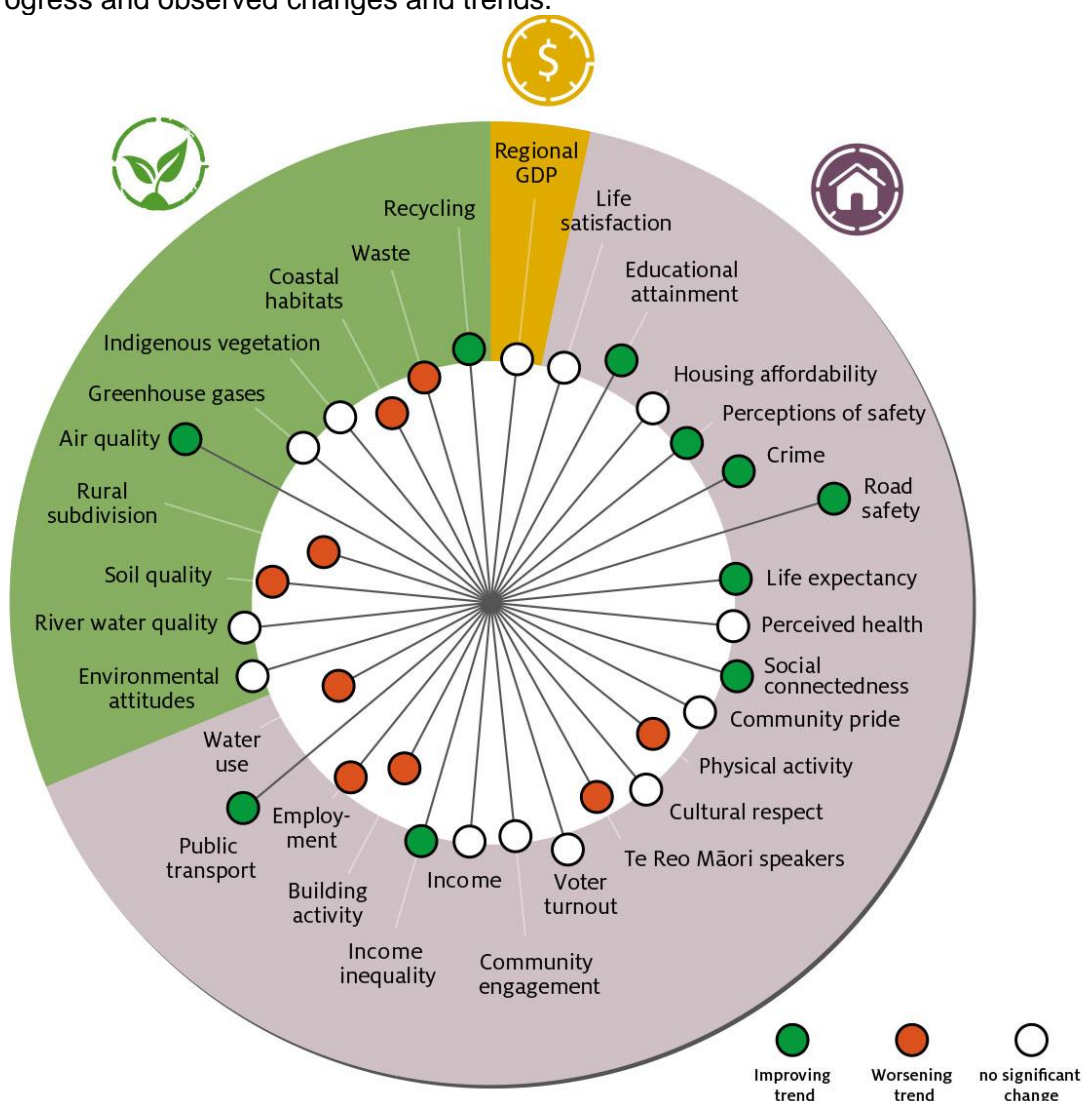 ogress and observed changes and trends.
$
Regional
GDP
Life
satisfaction
Educational
attainment
Housing affordability
Perceptions of safety
Crime
Road
safety
Life expectancy
Perceived health
Social
connectedness
Community pride
Physical activity
Cultural respect
Te Reo Māori speakers
Voter
turnout
Community
engagement
Income
Income
inequality
Building
activity
Employ-
ment
Public
transport
Water
use
Environmental
attitudes
River water quality
Soil quality
Rural
subdivision
Air quality
Greenhouse gases
Indigenous vegetation
Coastal
habitats
Waste
Recycling
Improving
trend
Worsening
trend
no significant
change